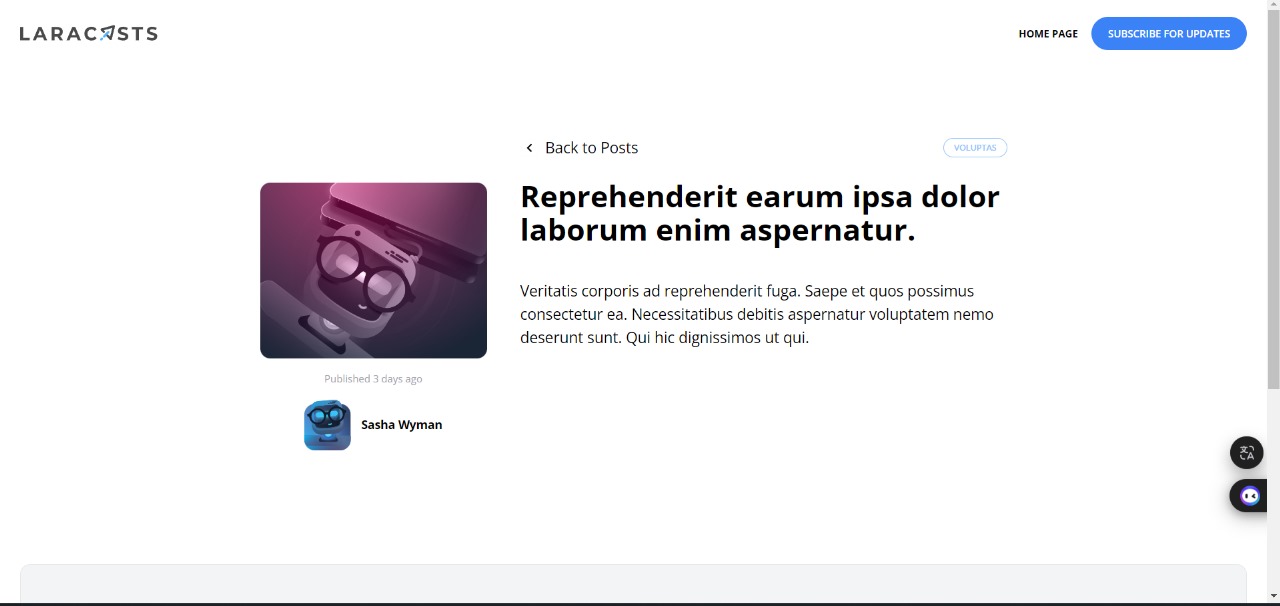 LARACASTS
HOME PAGE
SUBSCRIBE FOR UPDATES
Back to Posts
VOLUPTAS
Reprehenderit earum ipsa dolor
laborum enim aspernatur.
Veritatis corporis ad reprehenderit fuga. Saepe et quos possimus
consectetur ea. Necessitatibus debitis aspernatur voluptatem nemo
deserunt sunt. Qui hic dignissimos ut qui.
Published 3 days ago
Sasha Wyman
文A